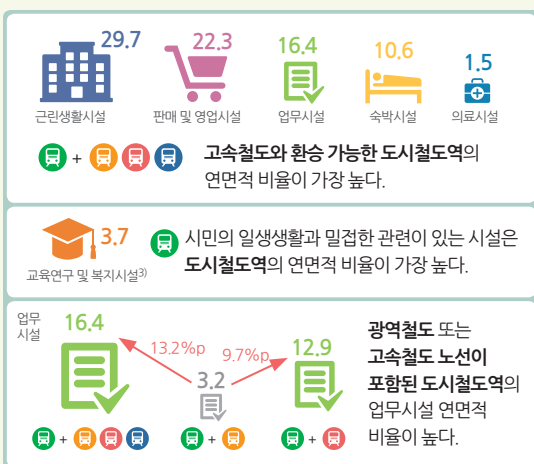 29.7
22.3
16.4
10.6
1.5
근린생활시설
판매 및 영업시설
업무시설
숙박시설
의료시설
+
고속철도와 환승 가능한 도시철도역의
연면적 비율이 가장 높다.
3.7
교육연구 및 복지시설3)
시민의 일생생활과 밀접한 관련이 있는 시설은
도시철도역의 연면적 비율이 가장 높다.
업무
시설
16.4
13.2%p
9.7%p
12.9
3.2
+
+
+
광역철도 또는
고속철도 노선이
포함된 도시철도역의
업무시설 연면적
비율이 높다.